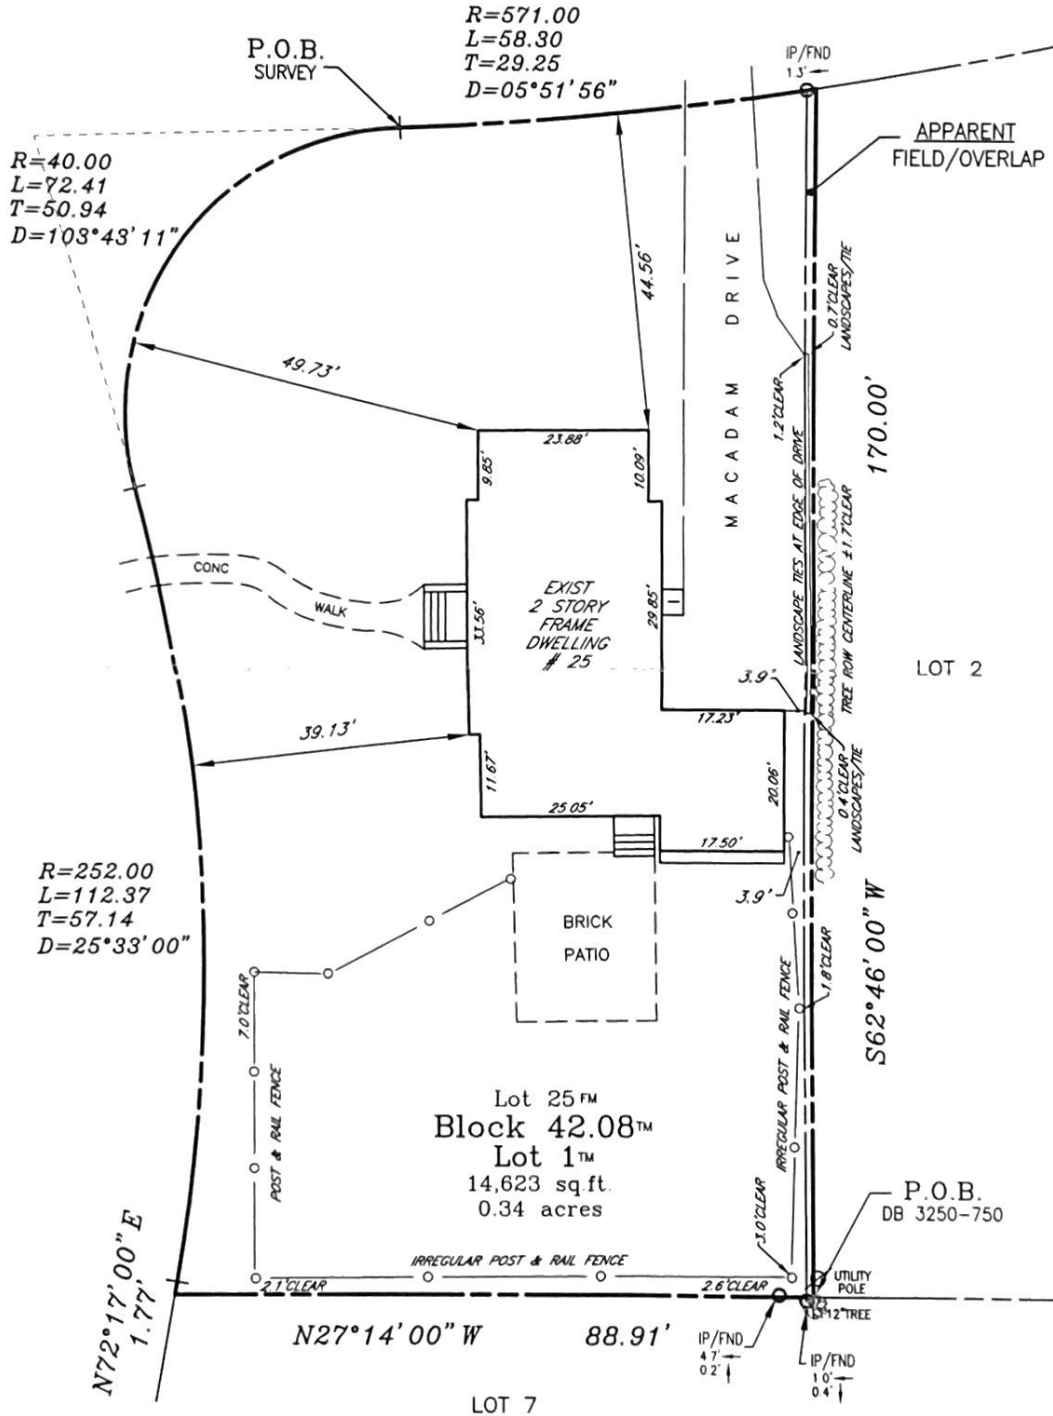 R=571.00
L=58.30
T=29.25
D=05°51'56"
P.O.B.
SURVEY
IP/FND
1.3'
APPARENT
FIELD/OVERLAP
R=40.00
L=72.41
T=50.94
D=103°43'11"
44.56'
MACADAM DRIVE
0.7'CLEAR
LANDSCAPES/TIE
49.73'
1.2'CLEAR
170.00'
23.88'
9.85'
10.09'
LANDSCAPE TIES AT EDGE OF DRIVE
TREE ROW CENTERLINE ±1.7'CLEAR
CONC
WALK
33.56'
EXIST
2 STORY
FRAME
DWELLING
# 25
29.85'
LOT 2
3.9'
17.23'
39.13'
11.67'
20.06'
0.4'CLEAR
LANDSCAPES/TIE
25.05'
17.50'
3.9'
R=252.00
L=112.37
T=57.14
D=25°33'00"
BRICK
PATIO
1.8'CLEAR
S62°46'00"W
7.0'CLEAR
POST & RAIL FENCE
IRREGULAR POST & RAIL FENCE
Lot 25 FM
Block 42.08 TM
Lot 1 TM
14,623 sq.ft.
0.34 acres
3.0'CLEAR
P.O.B.
DB 3250-750
IRREGULAR POST & RAIL FENCE
2.1'CLEAR
2.6'CLEAR
UTILITY
POLE
12"TREE
N72°17'00"E
1.77'
N27°14'00"W
88.91'
IP/FND
4.7'
0.2'
IP/FND
1.0'
0.4'
LOT 7